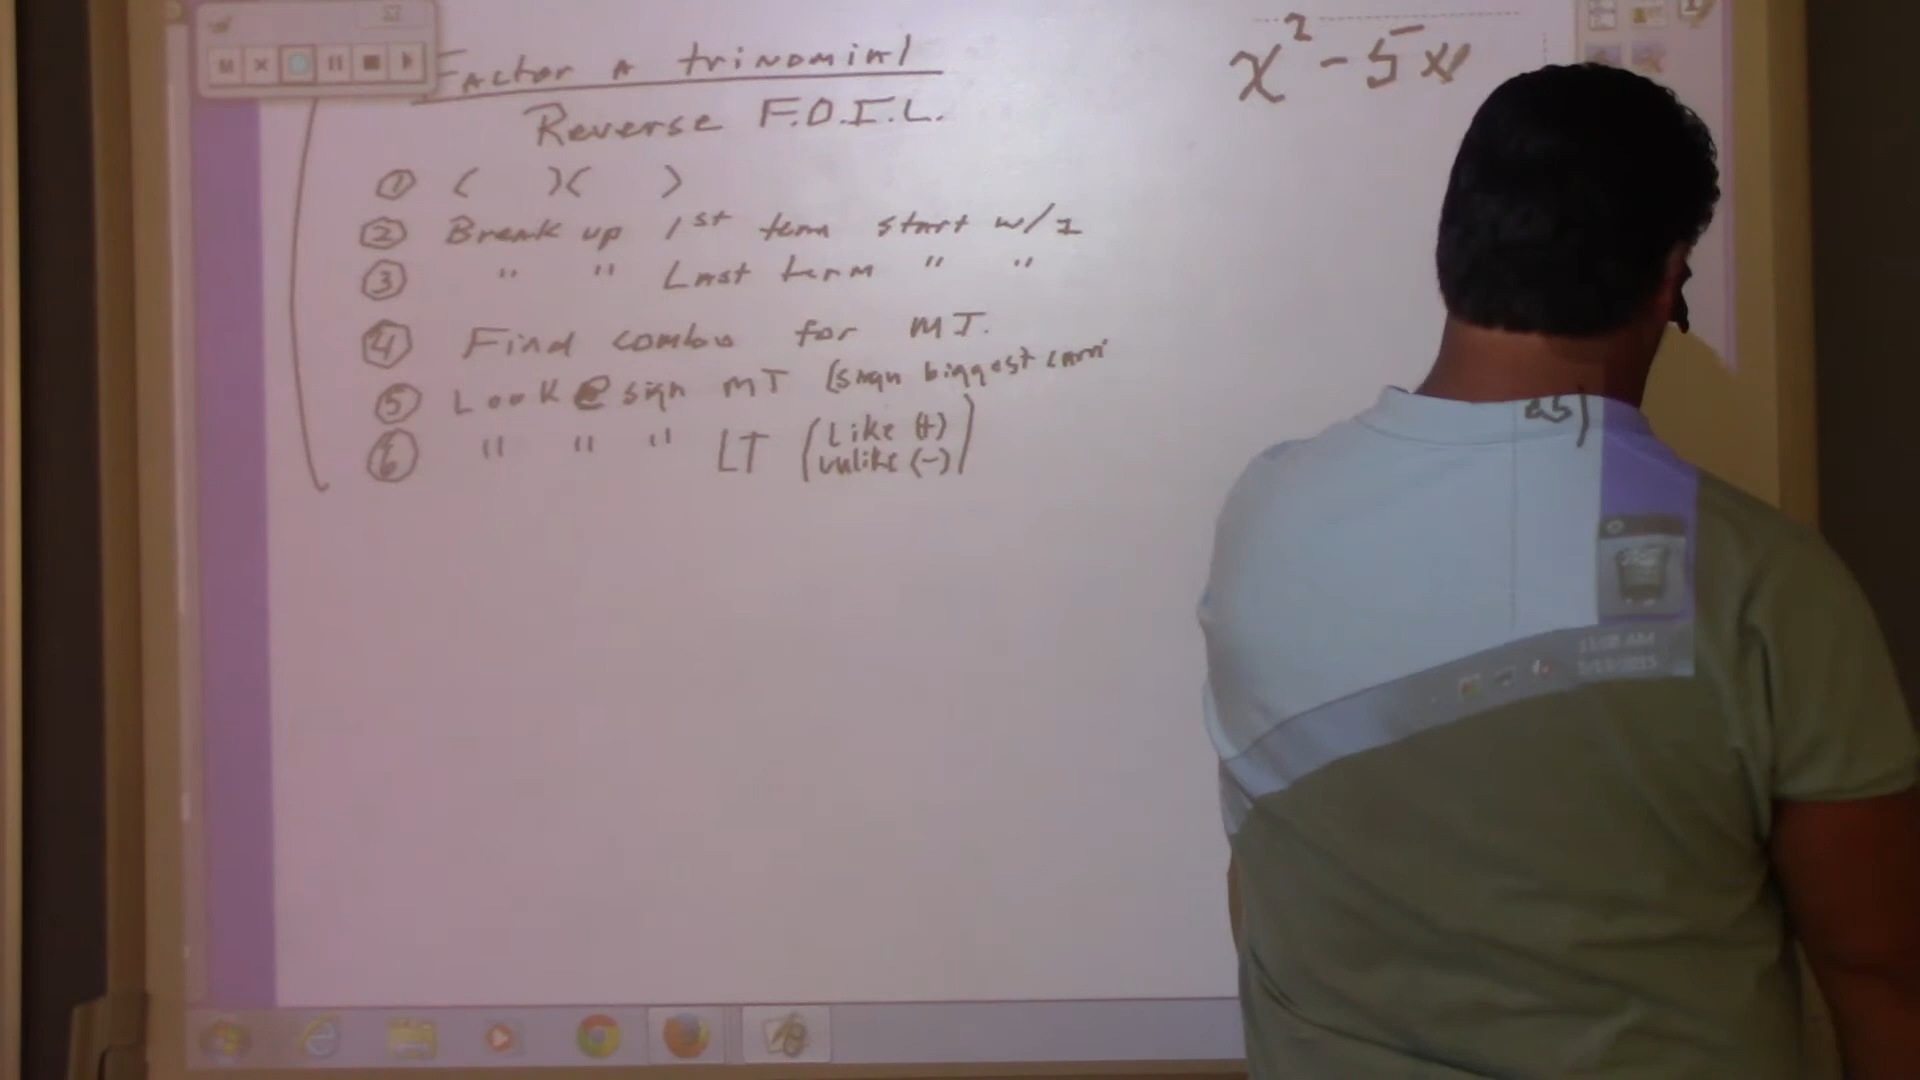 Factor A trinomial
Reverse F.O.I.L.
① ( )( )
② Break up 1st term start w/ 1
③ " " Last term " "
④ Find combo for MT.
⑤ Look @ sign MT (sign biggest
⑥ " " " LT (Like (+) unlike (-))
x² - 5x